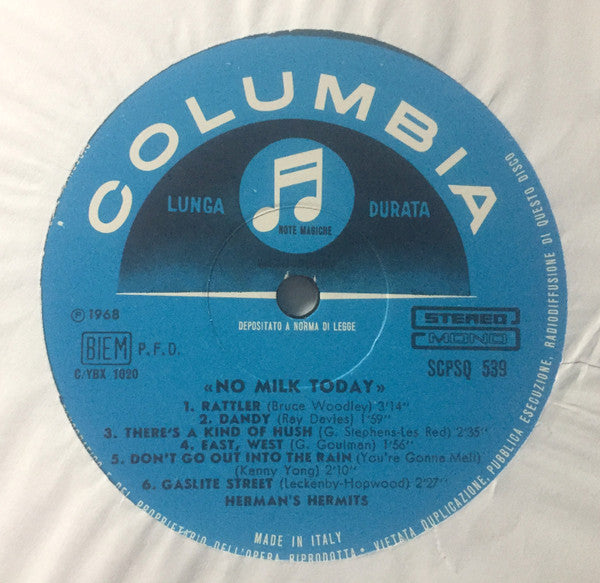 COLUMBIA
LUNGA DURATA
NOTE MAGICHE
℗ 1968
DEPOSITATO A NORMA DI LEGGE
STEREO
MONO
BIEM P.F.D.
C/YBX 1020
SCPSQ 539
«NO MILK TODAY»
1. RATTLER (Bruce Woodley) 3'14"
2. DANDY (Ray Davies) 1'59"
3. THERE'S A KIND OF HUSH (G. Stephens-Les Red) 2'35"
4. EAST, WEST (G. Goulman) 1'56"
5. DON'T GO OUT INTO THE RAIN (You're Gonna Mell)
(Kenny Yong) 2'10"
6. GASLITE STREET (Leckenby-Hopwood) 2'27"
HERMAN'S HERMITS
MADE IN ITALY
DEL PROPRIETARIO DELL'OPERA RIPRODOTTA • VIETATA DUPLICAZIONE, PUBBLICA ESECUZIONE, RADIODIFFUSIONE DI QUESTO DISCO